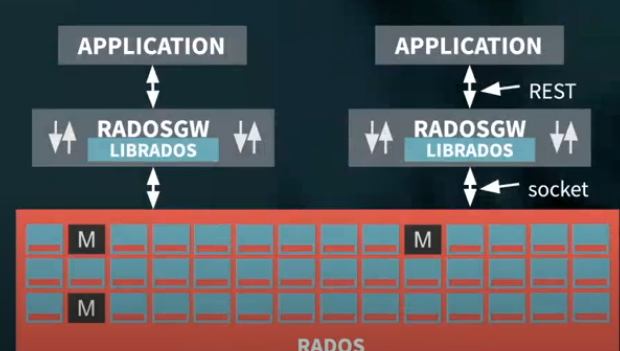 APPLICATION
APPLICATION
REST
RADOSGW
LIBRADOS
RADOSGW
LIBRADOS
socket
M
M
M
RADOS